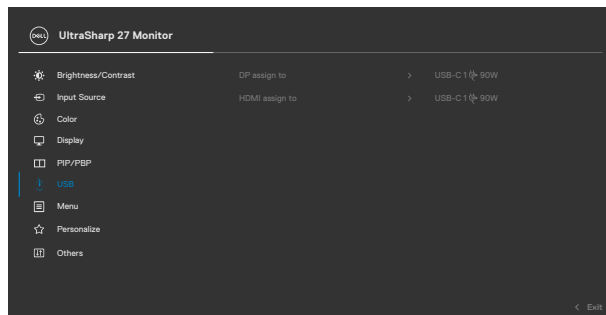 DELL UltraSharp 27 Monitor
Brightness/Contrast DP assign to > USB-C 1 90W
Input Source HDMI assign to > USB-C 1 90W
Color
Display
PIP/PBP
USB
Menu
Personalize
Others
< Exit